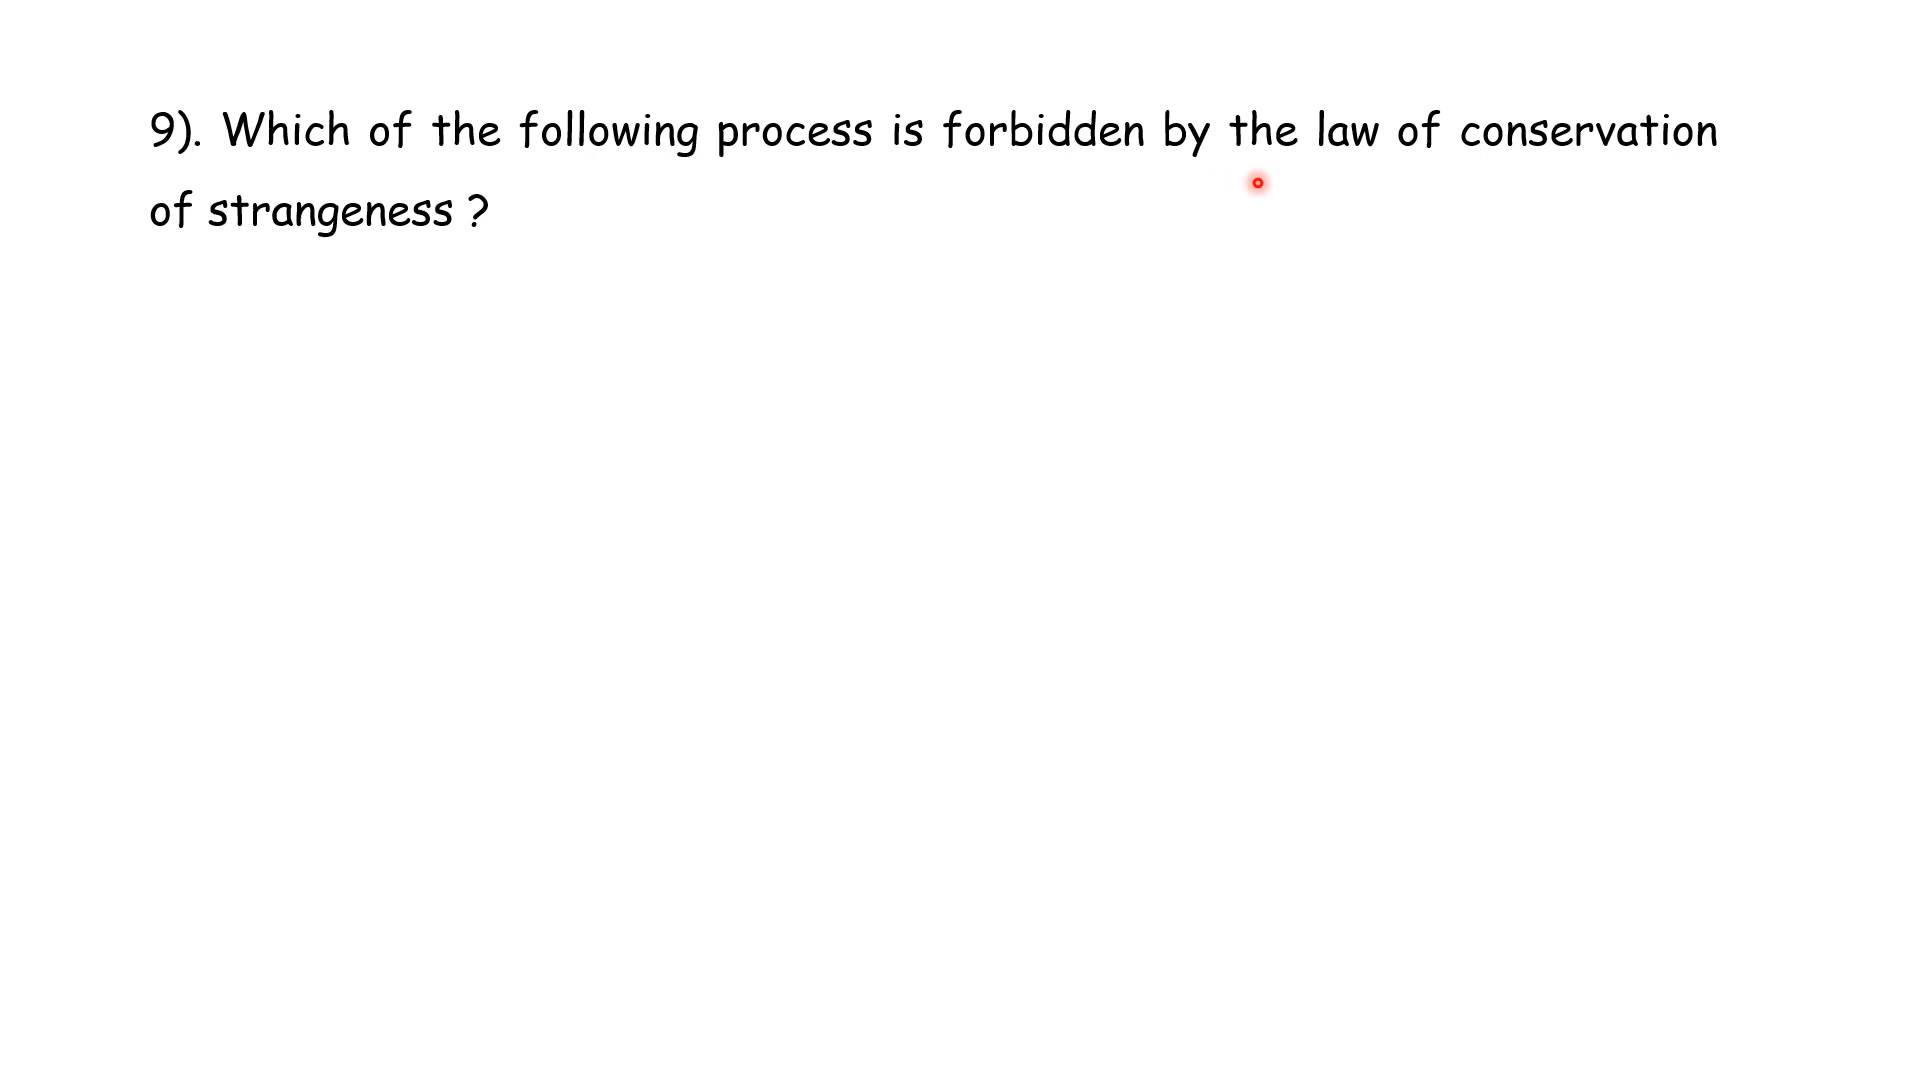 9). Which of the following process is forbidden by the law of conservation
of strangeness ?